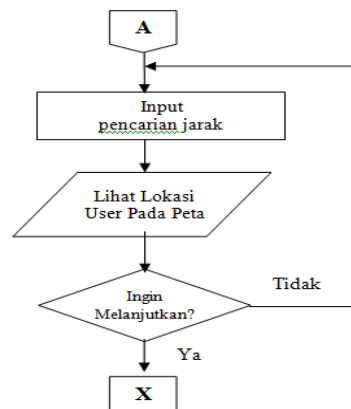 A
Input
pencarian jarak
Lihat Lokasi
User Pada Peta
Ingin
Melanjutkan?
Tidak
Ya
X